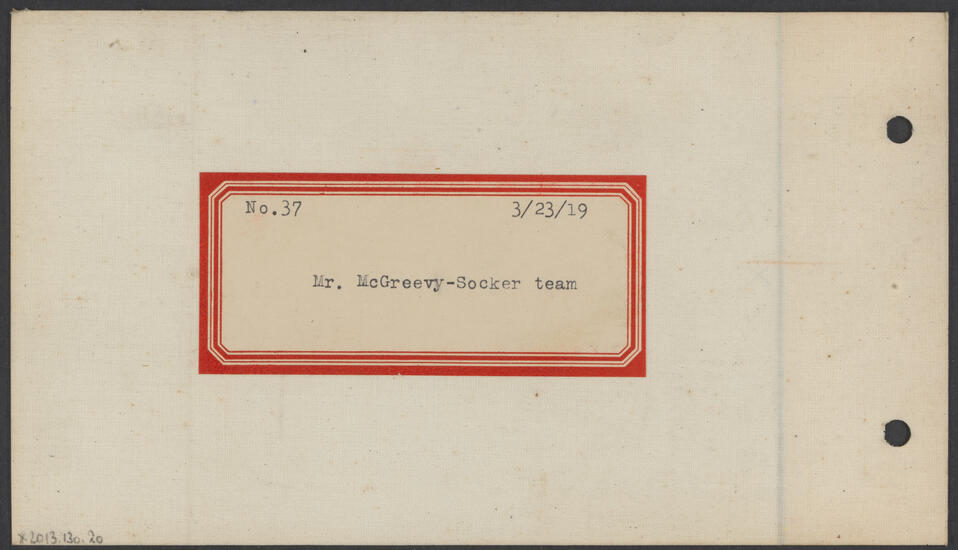 No.37 3/23/19
Mr. McGreevy-Socker team
x2013.130.20